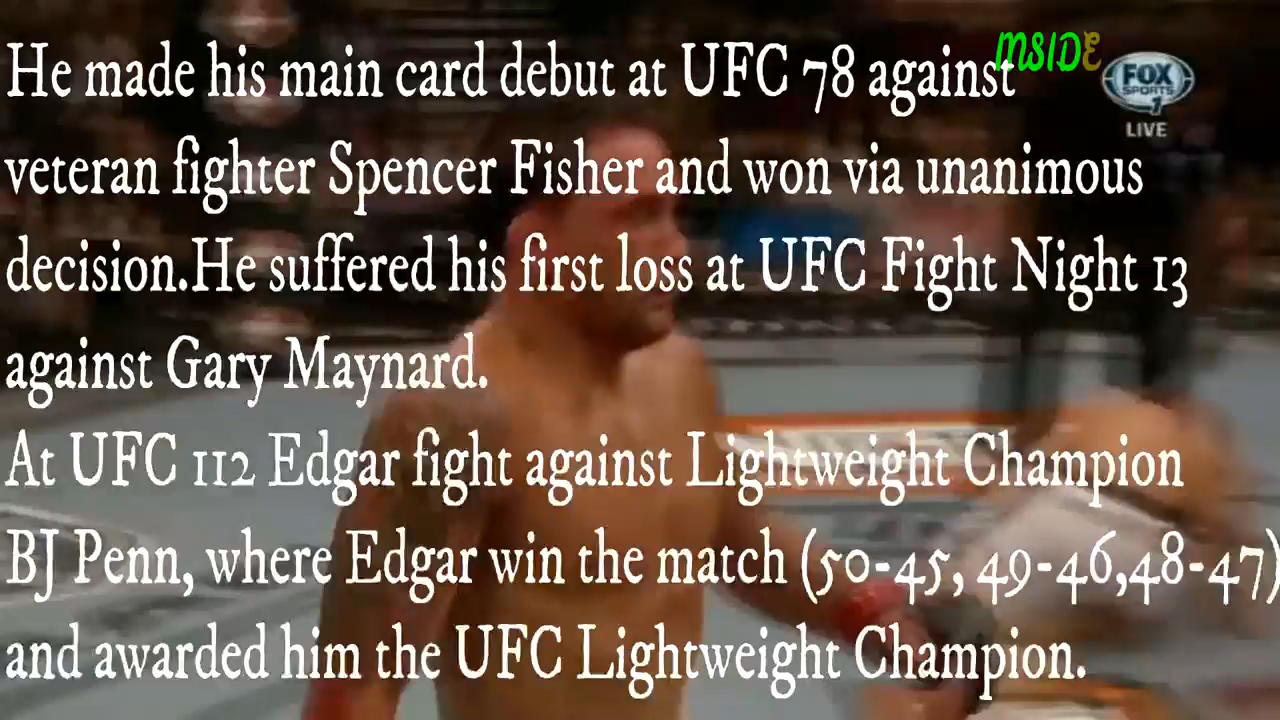 He made his main card debut at UFC 78 against
veteran fighter Spencer Fisher and won via unanimous
decision.He suffered his first loss at UFC Fight Night 13
against Gary Maynard.
At UFC 112 Edgar fight against Lightweight Champion
BJ Penn, where Edgar win the match (50-45, 49-46,48-47)
and awarded him the UFC Lightweight Champion.
MSIDE
FOX
SPORTS
1
LIVE